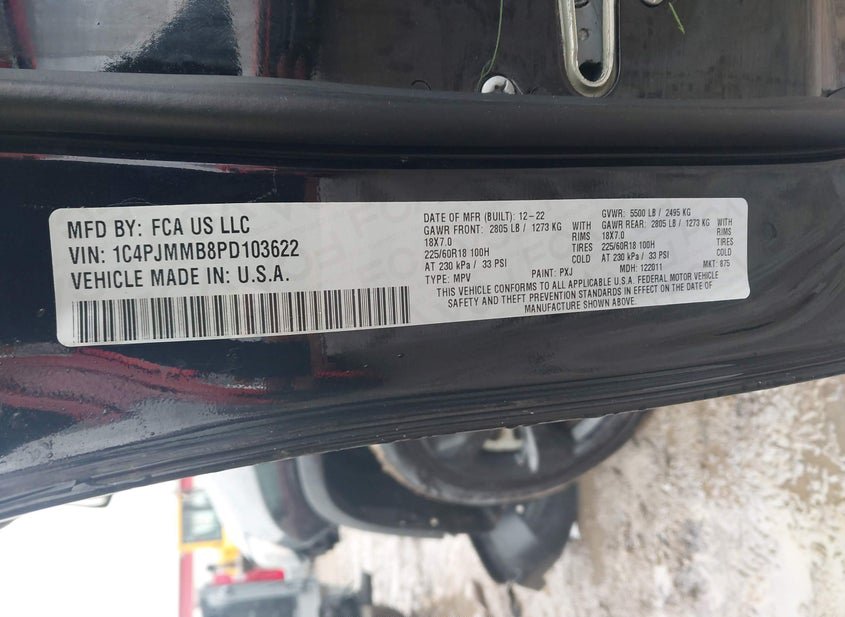 MFD BY: FCA US LLC
VIN: 1C4PJMMB8PD103622
VEHICLE MADE IN: U.S.A.
DATE OF MFR (BUILT): 12-22 GVWR: 5500 LB / 2495 KG
GAWR FRONT: 2805 LB / 1273 KG WITH GAWR REAR: 2805 LB / 1273 KG WITH
18X7.0 RIMS 18X7.0 RIMS
225/60R18 100H TIRES 225/60R18 100H TIRES
AT 230 kPa / 33 PSI COLD AT 230 kPa / 33 PSI COLD
TYPE: MPV PAINT: PXJ MDH: 122011 MKT: 875
THIS VEHICLE CONFORMS TO ALL APPLICABLE U.S.A. FEDERAL MOTOR VEHICLE
SAFETY AND THEFT PREVENTION STANDARDS IN EFFECT ON THE DATE OF
MANUFACTURE SHOWN ABOVE.